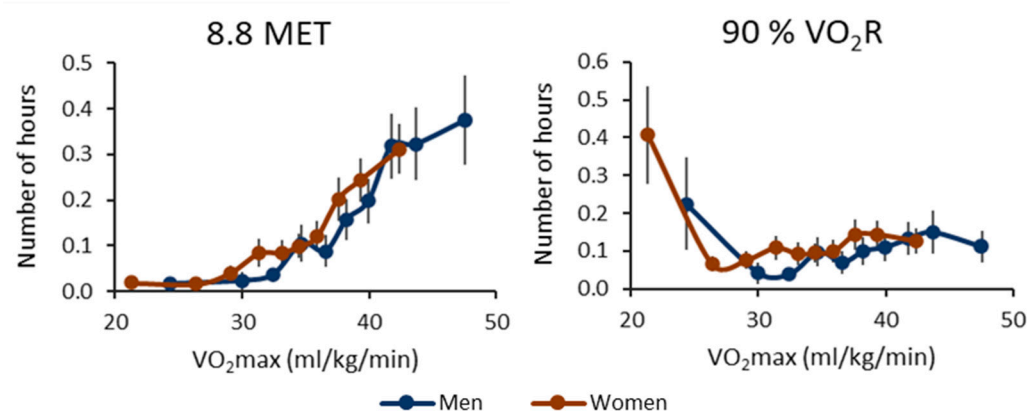 8.8 MET
Number of hours
0.5
0.4
0.3
0.2
0.1
0.0
20
30
40
50
VO₂max (ml/kg/min)
90 % VO₂R
Number of hours
0.6
0.5
0.4
0.3
0.2
0.1
0.0
20
30
40
50
VO₂max (ml/kg/min)
Men
Women